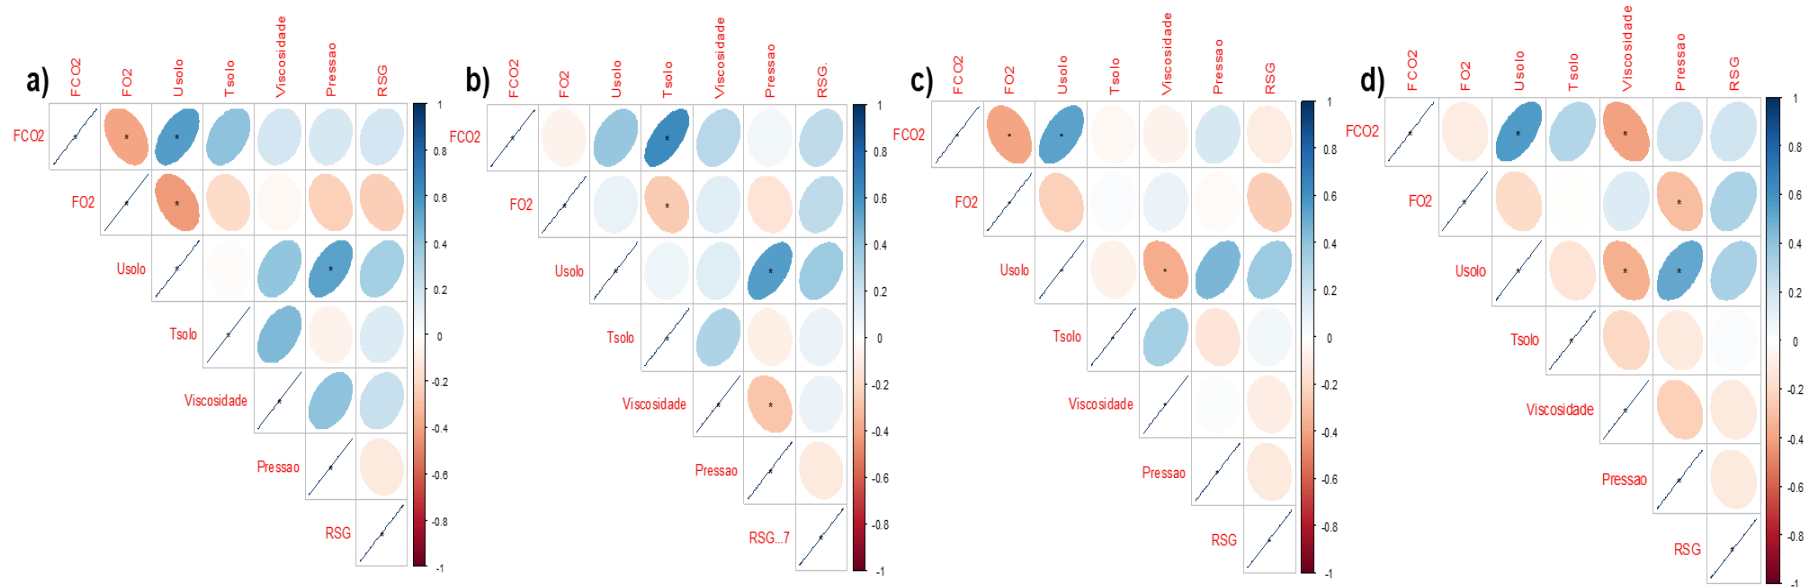 a)
FCO2
FO2
Usolo
Tsolo
Viscosidade
Pressao
RSG
FCO2
FO2
Usolo
Tsolo
Viscosidade
Pressao
RSG
1
0.8
0.6
0.4
0.2
0
-0.2
-0.4
-0.6
-0.8
-1
b)
FCO2
FO2
Usolo
Tsolo
Viscosidade
Pressao
RSG.
FCO2
FO2
Usolo
Tsolo
Viscosidade
Pressao
RSG...7
1
0.8
0.6
0.4
0.2
0
-0.2
-0.4
-0.6
-0.8
-1
c)
FCO2
FO2
Usolo
Tsolo
Viscosidade
Pressao
RSG
FCO2
FO2
Usolo
Tsolo
Viscosidade
Pressao
RSG
1
0.8
0.6
0.4
0.2
0
-0.2
-0.4
-0.6
-0.8
-1
d)
FCO2
FO2
Usolo
Tsolo
Viscosidade
Pressao
RSG
FCO2
FO2
Usolo
Tsolo
Viscosidade
Pressao
RSG
1
0.8
0.6
0.4
0.2
0
-0.2
-0.4
-0.6
-0.8
-1